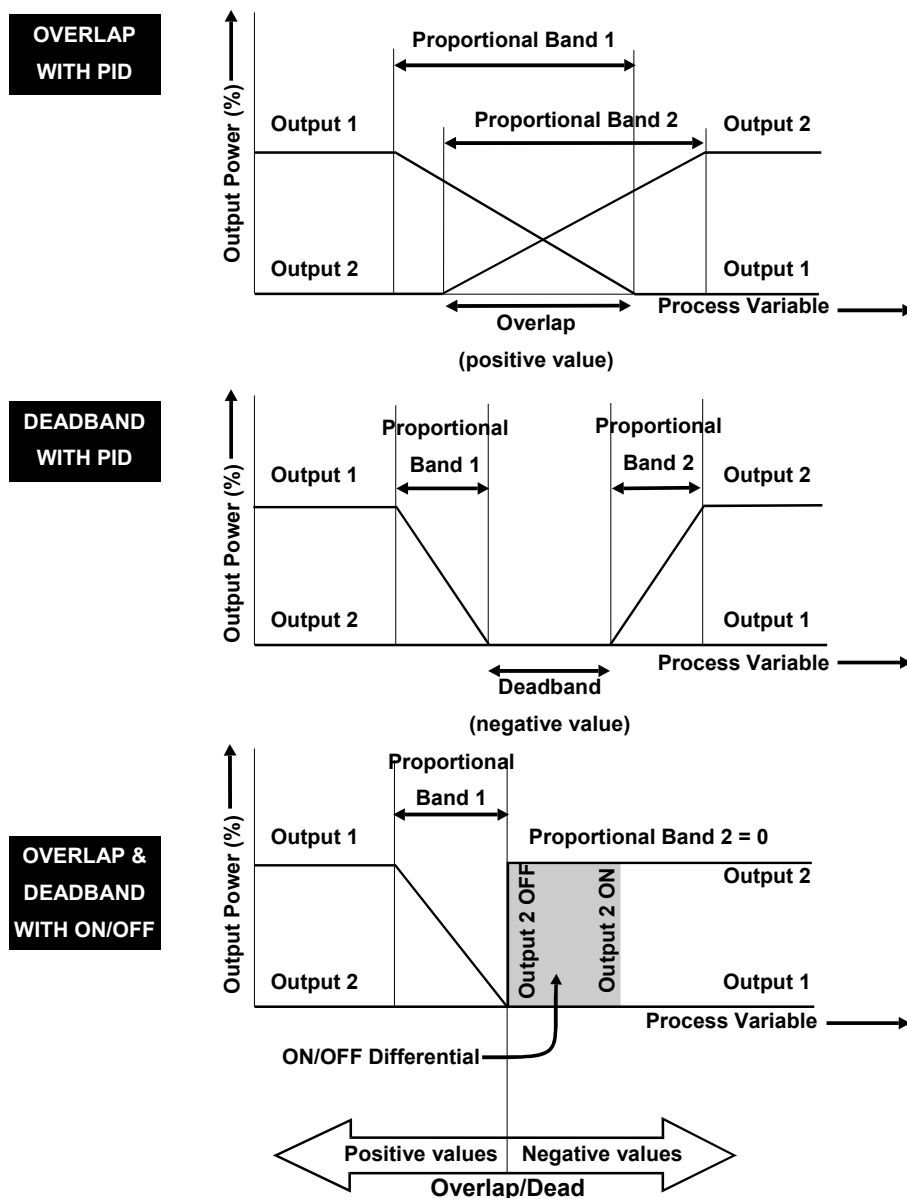 OVERLAP
WITH PID
Output Power (%)
Proportional Band 1
Output 1
Proportional Band 2
Output 2
Output 2
Output 1
Process Variable
Overlap
(positive value)
DEADBAND
WITH PID
Output Power (%)
Proportional
Band 1
Proportional
Band 2
Output 1
Output 2
Output 2
Output 1
Process Variable
Deadband
(negative value)
OVERLAP &
DEADBAND
WITH ON/OFF
Output Power (%)
Proportional
Band 1
Output 1
Proportional Band 2 = 0
Output 2
Output 2 OFF
Output 2 ON
Output 2
Output 1
Process Variable
ON/OFF Differential
Positive values
Negative values
Overlap/Dead